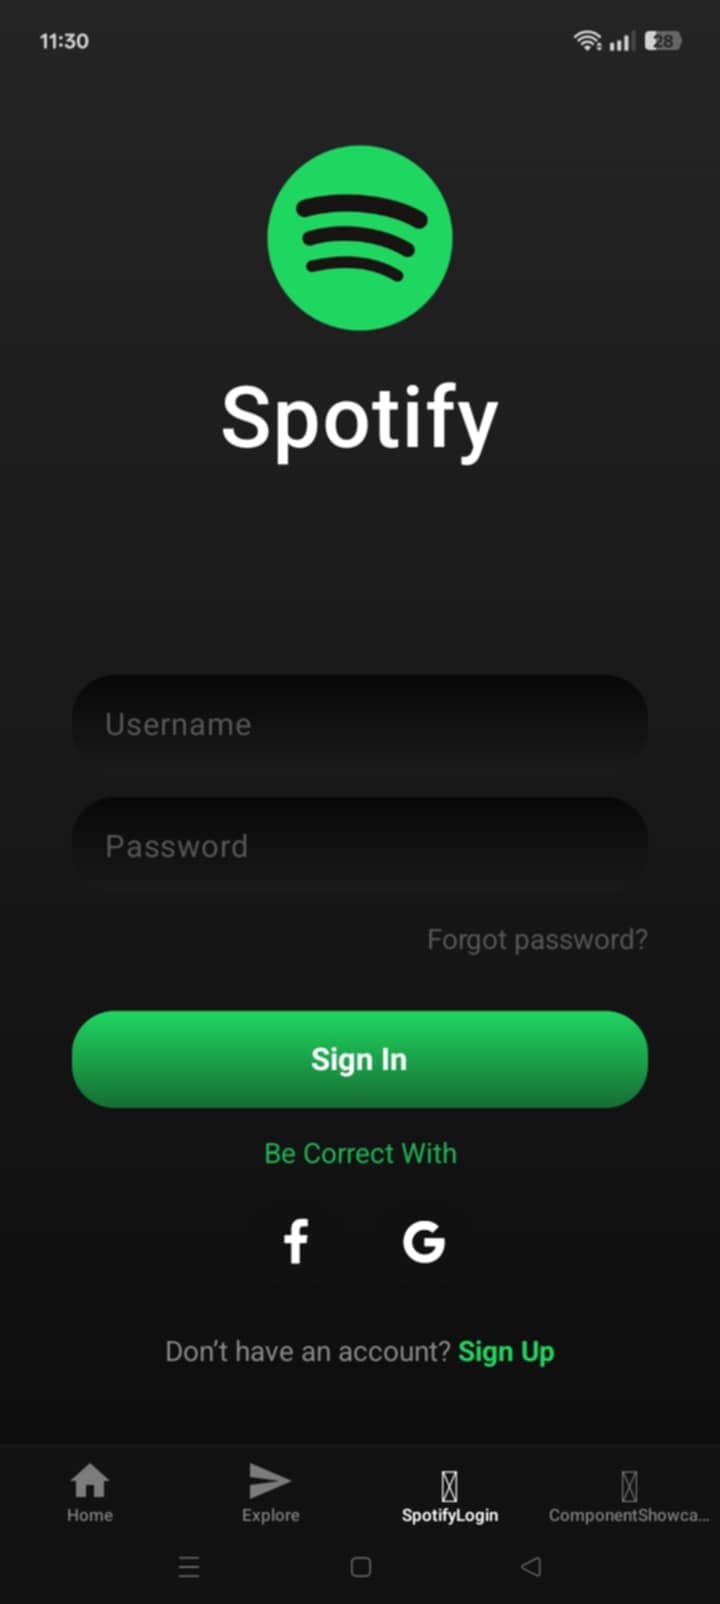 11:30
28
Spotify
Username
Password
Forgot password?
Sign In
Be Correct With
f G
Don’t have an account? Sign Up
Home Explore SpotifyLogin ComponentShowca...